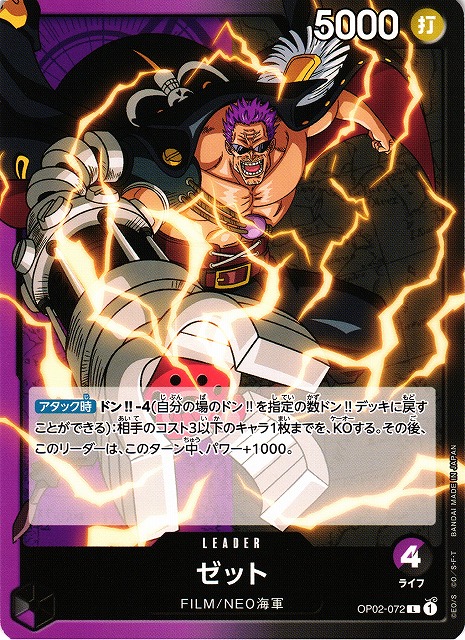 5000 打
アタック時 ドン!!-4(自分の場のドン!!を指定の数ドン!!デッキに戻す
ことができる):相手のコスト3以下のキャラ1枚までを、KOする。その後、
このリーダーは、このターン中、パワー+1000。
LEADER
ゼット
FILM/NEO海軍
4
ライフ
OP02-072 L 1
©E.O/S ©O/S・F・T BANDAI MADE IN JAPAN